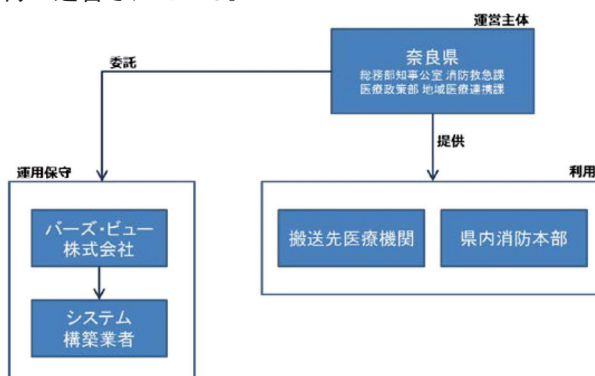 運営主体
奈良県
総務部知事公室 消防救急課
医療政策部 地域医療連携課
委託
提供
運用保守
利用
バーズ・ビュー
株式会社
搬送先医療機関
県内消防本部
システム
構築業者